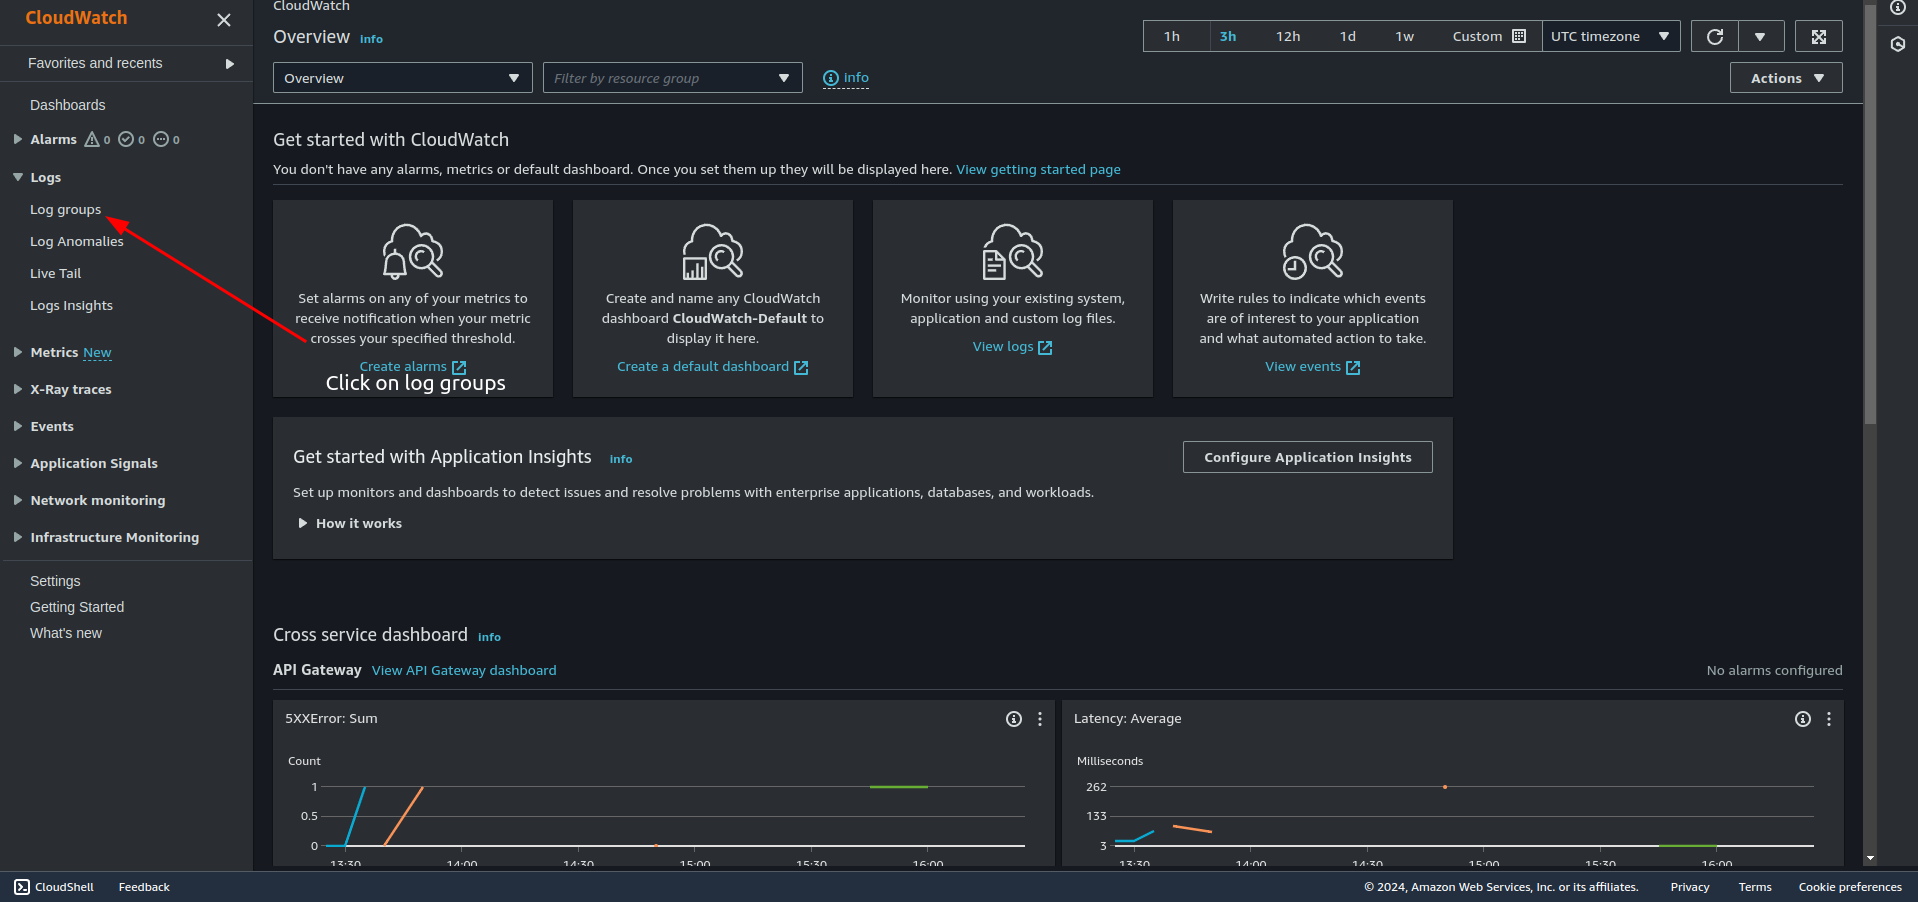 CloudWatch
Favorites and recents
Dashboards
Alarms 0 0 0
Logs
Log groups
Log Anomalies
Live Tail
Logs Insights
Metrics New
X-Ray traces
Events
Application Signals
Network monitoring
Infrastructure Monitoring
Settings
Getting Started
What's new
CloudWatch
Overview info
1h 3h 12h 1d 1w Custom UTC timezone
Overview Filter by resource group info Actions
Get started with CloudWatch
You don't have any alarms, metrics or default dashboard. Once you set them up they will be displayed here. View getting started page
Set alarms on any of your metrics to
receive notification when your metric
crosses your specified threshold.
Create alarms
Click on log groups
Create and name any CloudWatch
dashboard CloudWatch-Default to
display it here.
Create a default dashboard
Monitor using your existing system,
application and custom log files.
View logs
Write rules to indicate which events
are of interest to your application
and what automated action to take.
View events
Get started with Application Insights info
Configure Application Insights
Set up monitors and dashboards to detect issues and resolve problems with enterprise applications, databases, and workloads.
How it works
Cross service dashboard info
API Gateway View API Gateway dashboard
No alarms configured
5XXError: Sum
Count
1
0.5
0
13:30 14:00 14:30 15:00 15:30 16:00
Latency: Average
Milliseconds
262
133
3
13:30 14:00 14:30 15:00 15:30 16:00
CloudShell Feedback
© 2024, Amazon Web Services, Inc. or its affiliates. Privacy Terms Cookie preferences